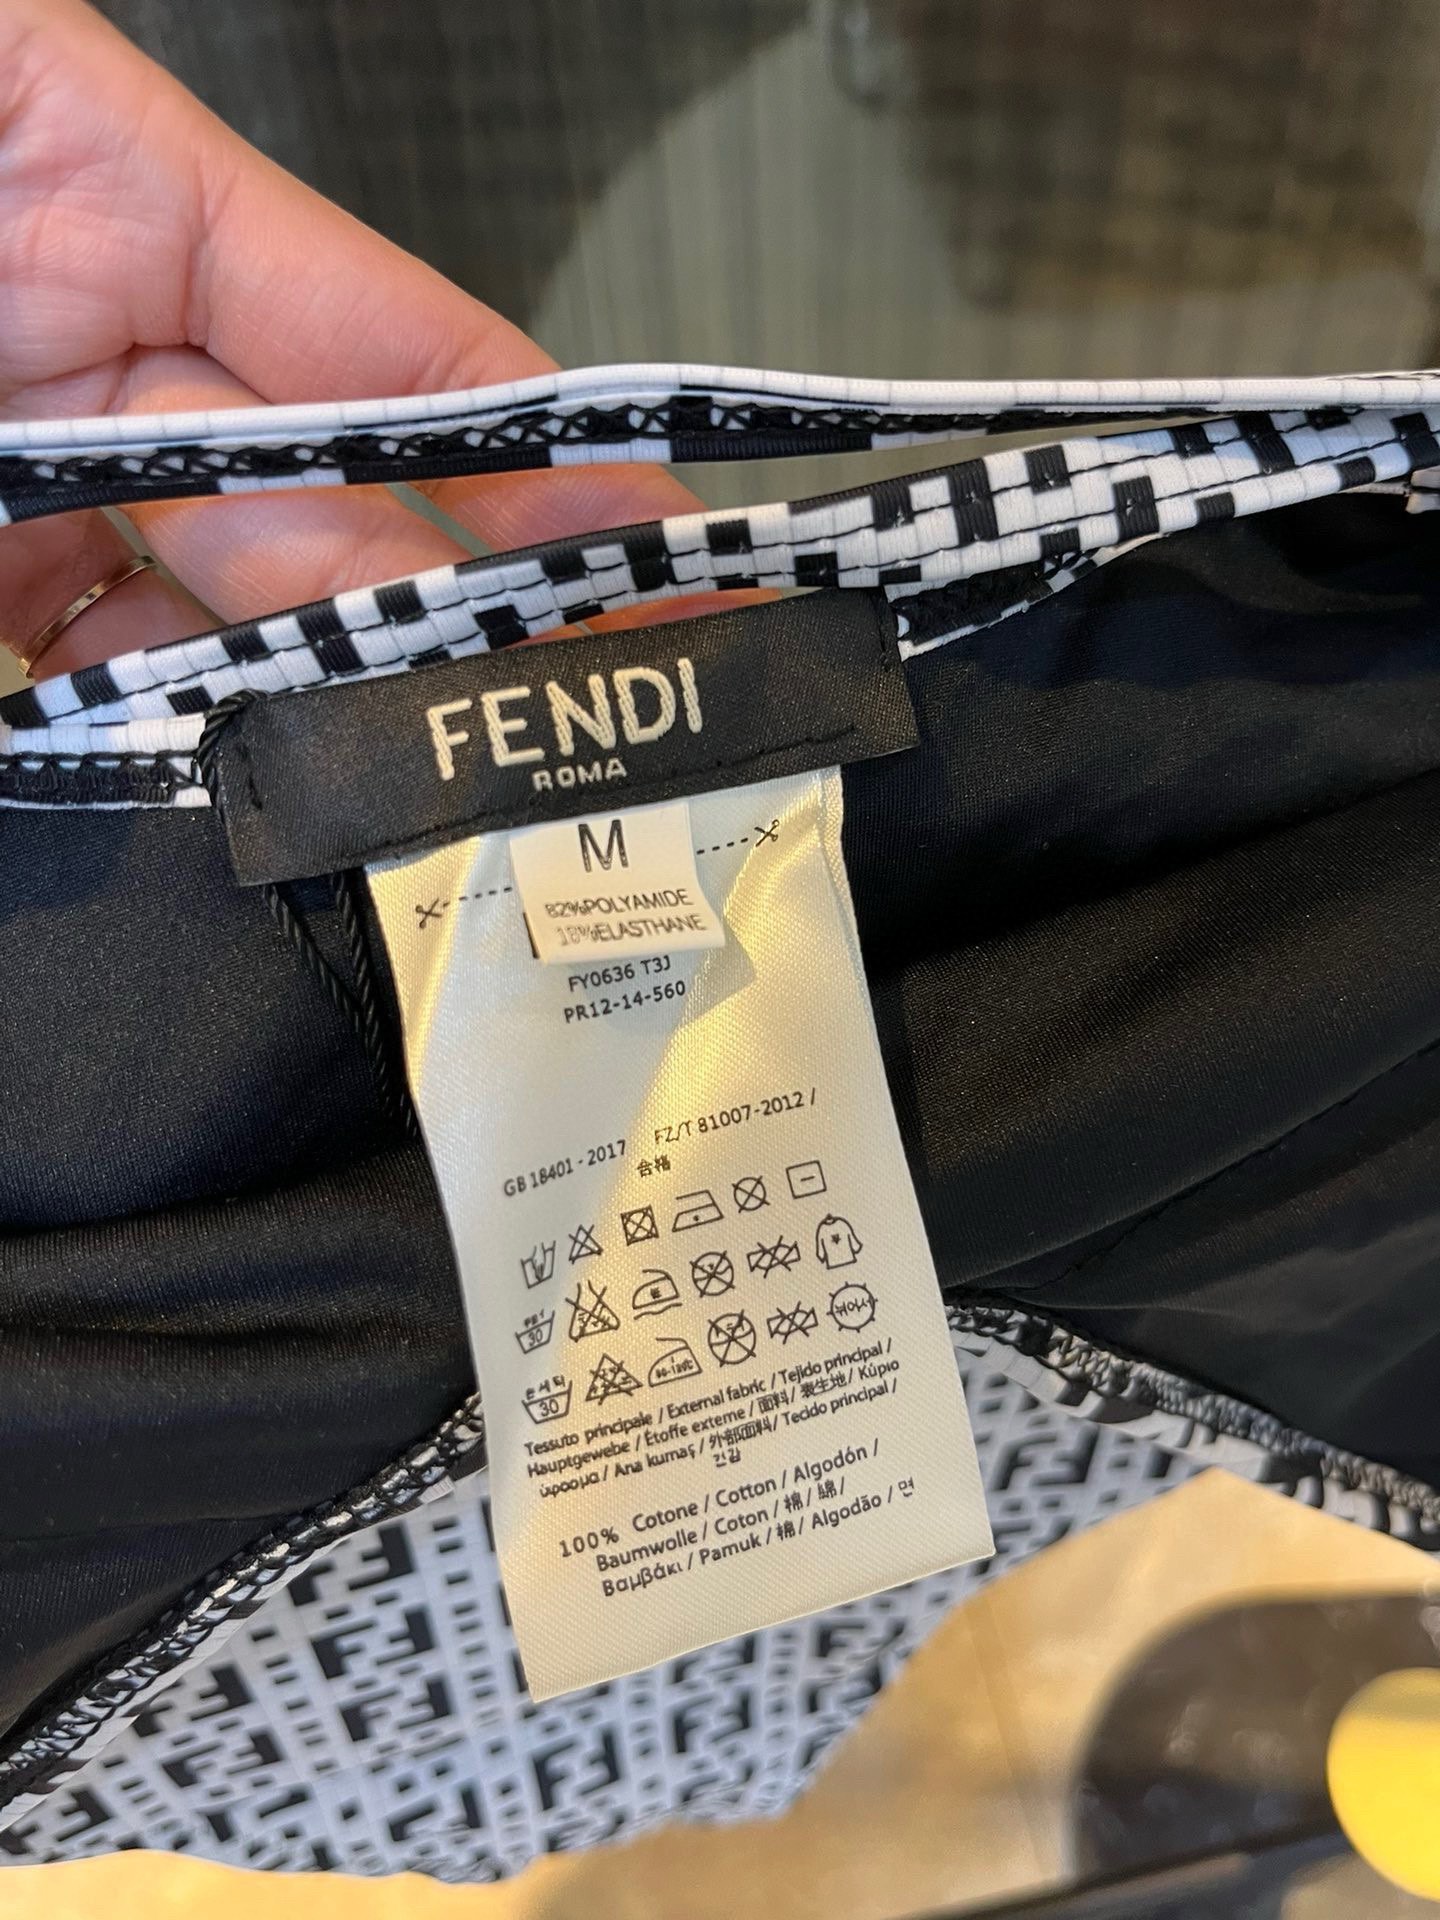 FENDI
ROMA
M
82%POLYAMIDE
18%ELASTHANE
FY0636 T3J
PR12-14-560
GB 18401-2017 FZ/T 81007-2012 /
合格
30
30
Tessuto principale / External fabric / Tejido principal /
Hauptgewebe / Étoffe externe / 面料 / 表生地 / Κύριο
ύφασμα / Ana kumaş / 外部面料 / Tecido principal /
겉감
100% Cotone / Cotton / Algodón /
Baumwolle / Coton / 棉 / 綿 /
Βαμβάκι / Pamuk / 棉 / Algodão / 면